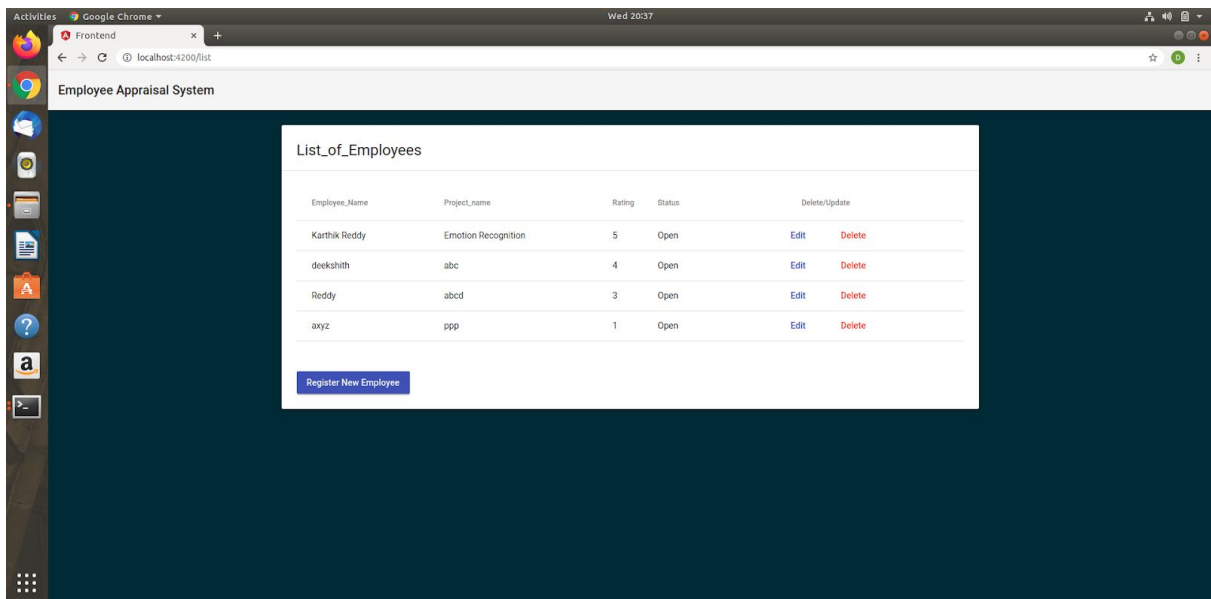 Activities Google Chrome Wed 20:37
Frontend × +
localhost:4200/list D
Employee Appraisal System
List_of_Employees
Employee_Name Project_name Rating Status Delete/Update
Karthik Reddy Emotion Recognition 5 Open Edit Delete
deekshith abc 4 Open Edit Delete
Reddy abcd 3 Open Edit Delete
axyz ppp 1 Open Edit Delete
Register New Employee